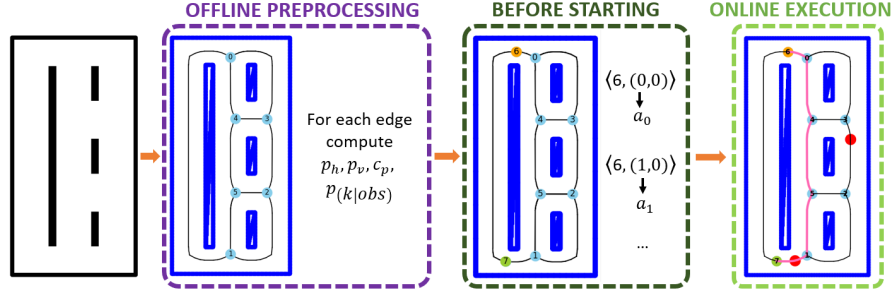 OFFLINE PREPROCESSING
BEFORE STARTING
ONLINE EXECUTION
0
4 3
5 2
1
For each edge
compute
p_h, p_v, c_p,
p_(k|obs)
6 0
4 3
5 2
7 1
⟨6, (0,0)⟩
a_0
⟨6, (1,0)⟩
a_1
...
6 0
4 3
5 2
7 1